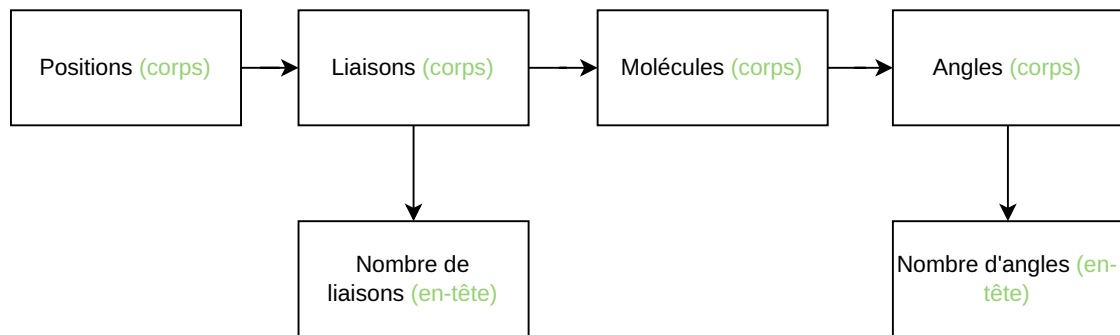 Positions (corps)
Liaisons (corps)
Molécules (corps)
Angles (corps)
Nombre de
liaisons (en-tête)
Nombre d'angles (en-
tête)